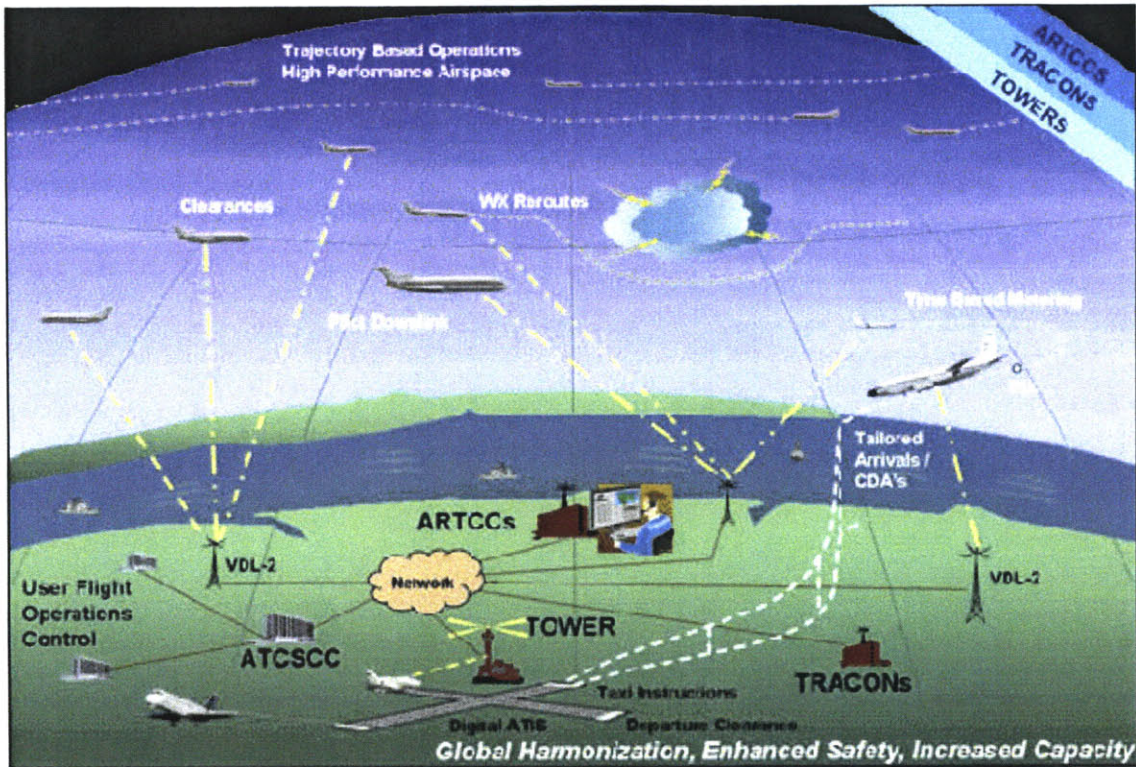 Trajectory Based Operations
High Performance Airspace
ARTCCS
TRACONS
TOWERS
Clearances
WX Reroutes
Pilot Downlink
Time Based Metering
Tailored
Arrivals /
CDA's
ARTCCs
VDL-2
Network
VDL-2
User Flight
Operations
Control
ATCSCC
TOWER
TRACONs
Taxi Instructions
Digital ATIS
Departure Clearance
Global Harmonization, Enhanced Safety, Increased Capacity